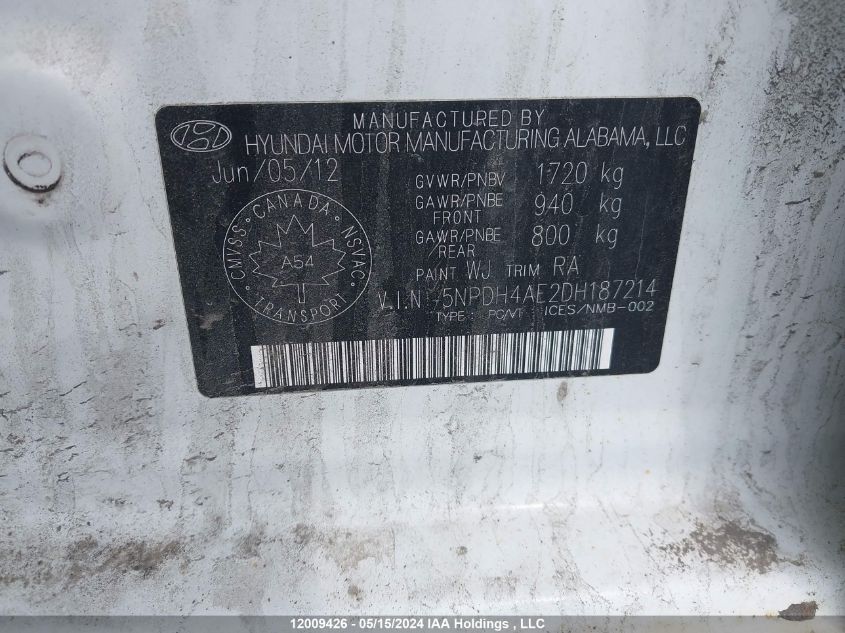 MANUFACTURED BY
HYUNDAI MOTOR MANUFACTURING ALABAMA, LLC
Jun/05/12
GVWR/PNBV 1720 kg
GAWR/PNBE FRONT 940 kg
GAWR/PNBE /REAR 800 kg
PAINT WJ TRIM RA
V.I.N :5NPDH4AE2DH187214
TYPE : PC/VT ICES/NMB-002
CANADA
CMVSS NSVAC
A54
TRANSPORT
12009426 - 05/15/2024 IAA Holdings , LLC